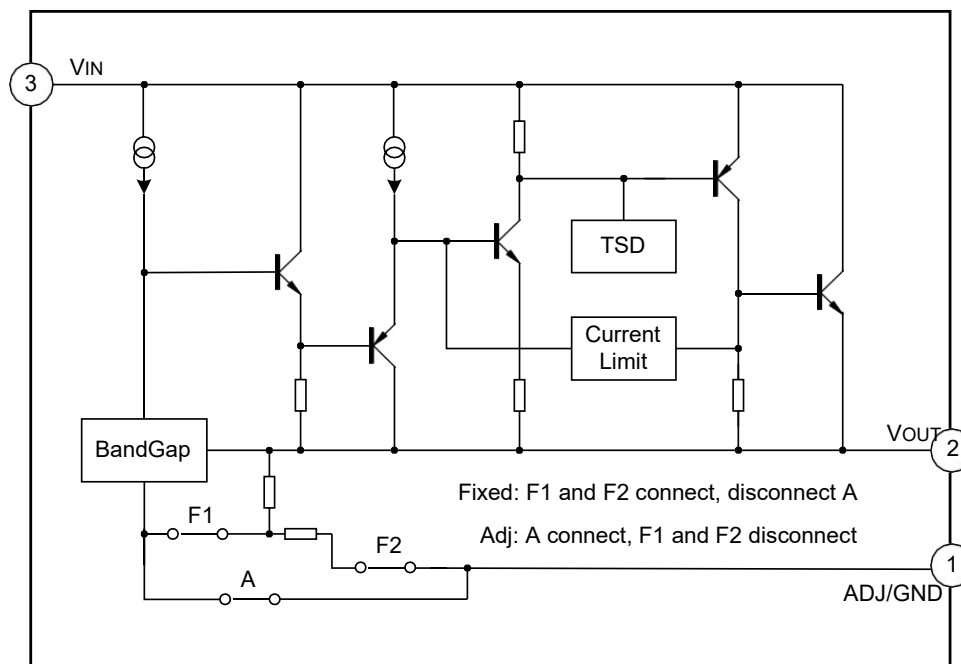 3
VIN
TSD
Current
Limit
BandGap
VOUT
2
Fixed: F1 and F2 connect, disconnect A
F1
Adj: A connect, F1 and F2 disconnect
F2
1
A
ADJ/GND